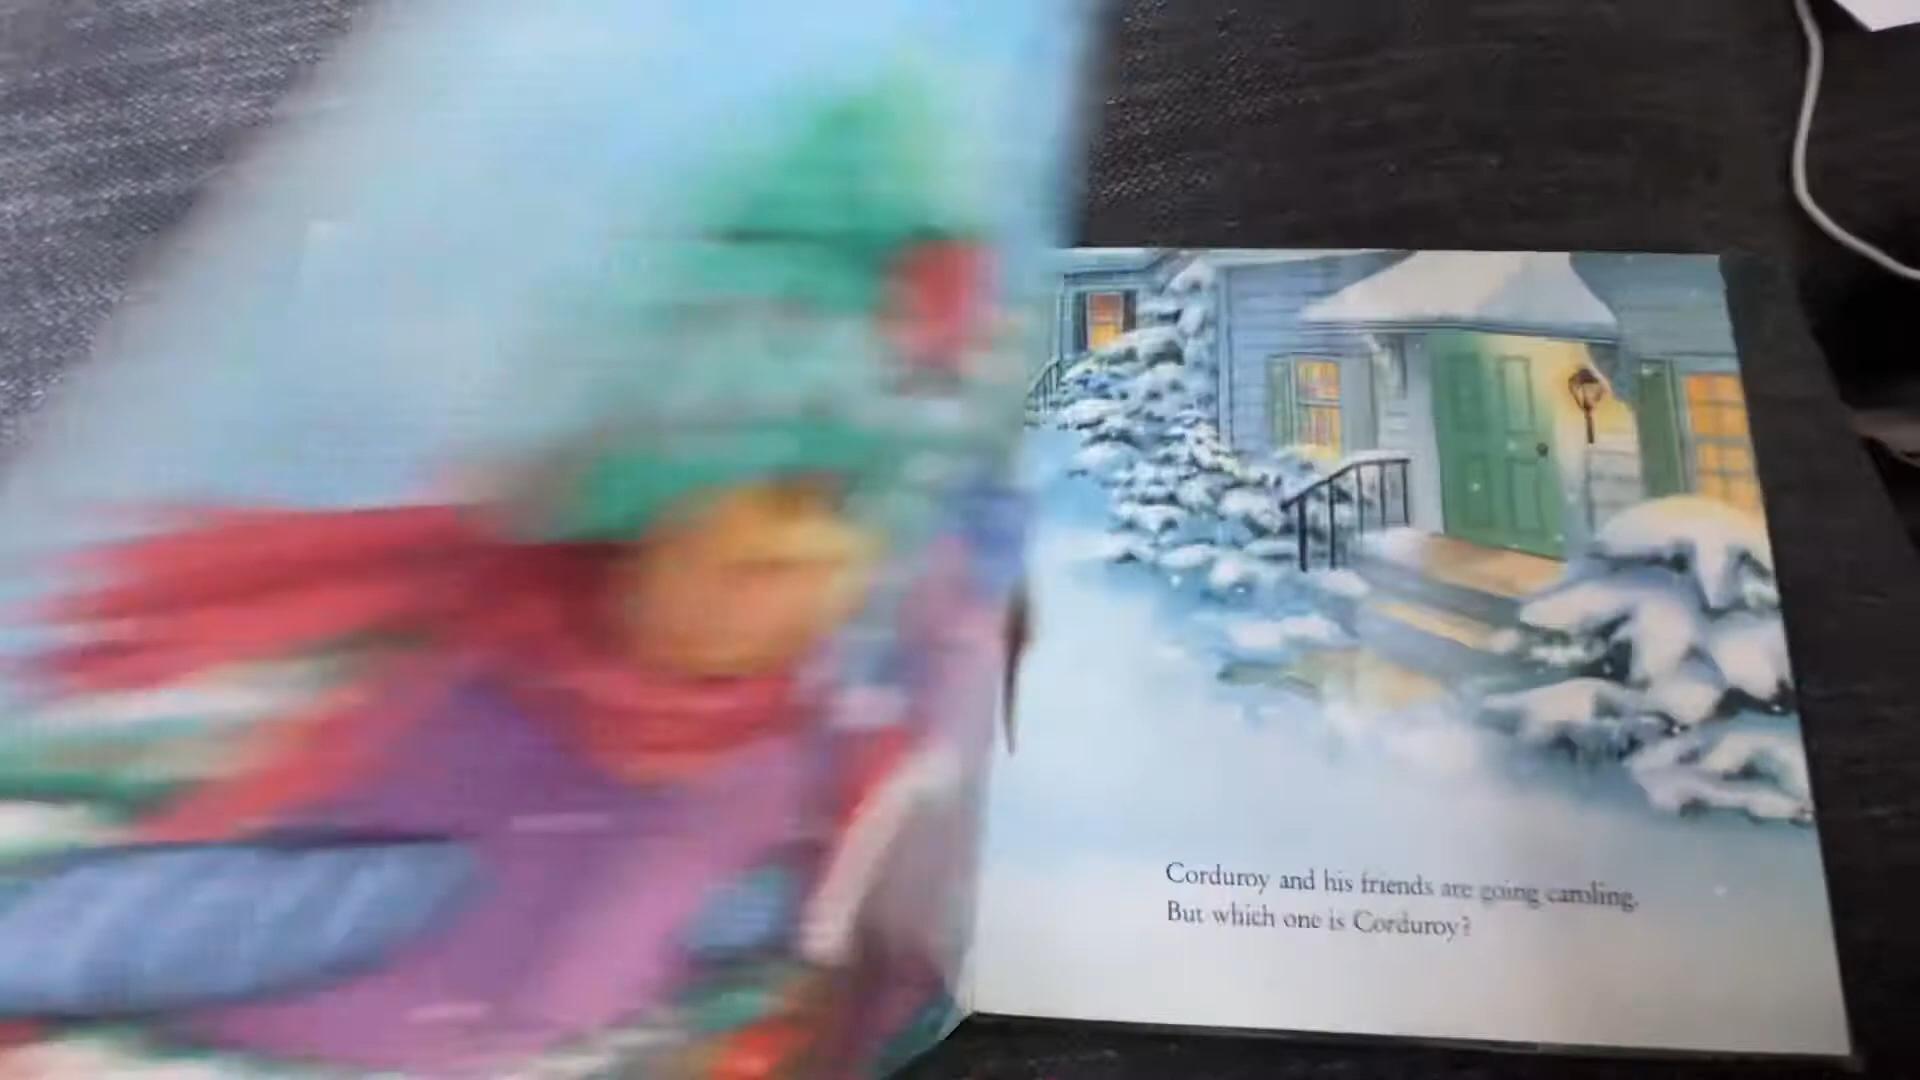 Corduroy and his friends are going caroling.
But which one is Corduroy?